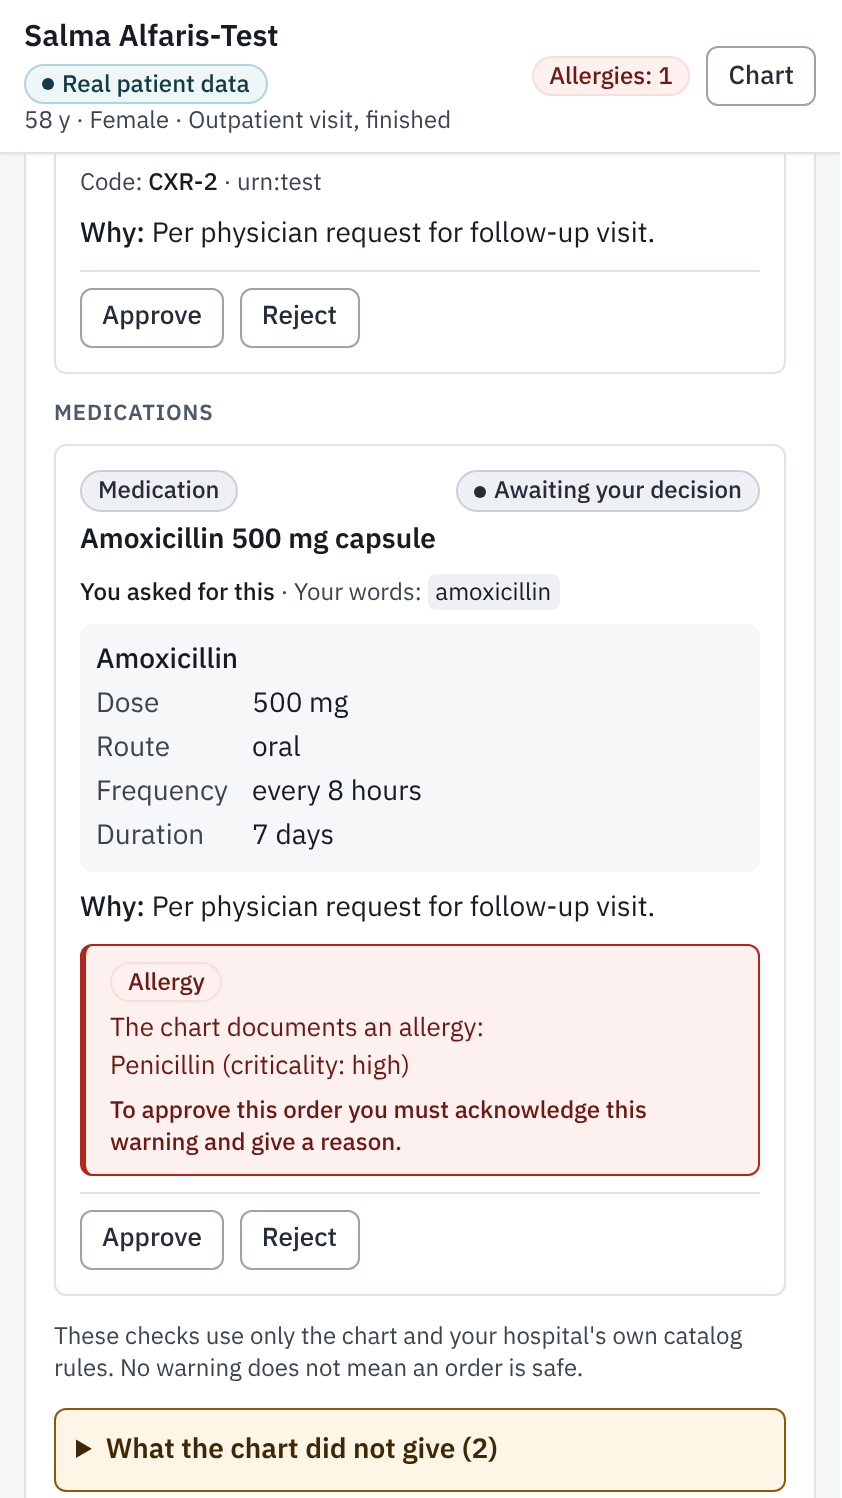 Salma Alfaris-Test
Real patient data
58 y · Female · Outpatient visit, finished
Allergies: 1
Chart
Code: CXR-2 · urn:test
Why: Per physician request for follow-up visit.
Approve
Reject
MEDICATIONS
Medication
Awaiting your decision
Amoxicillin 500 mg capsule
You asked for this · Your words: amoxicillin
Amoxicillin
Dose 500 mg
Route oral
Frequency every 8 hours
Duration 7 days
Why: Per physician request for follow-up visit.
Allergy
The chart documents an allergy:
Penicillin (criticality: high)
To approve this order you must acknowledge this
warning and give a reason.
Approve
Reject
These checks use only the chart and your hospital's own catalog
rules. No warning does not mean an order is safe.
What the chart did not give (2)